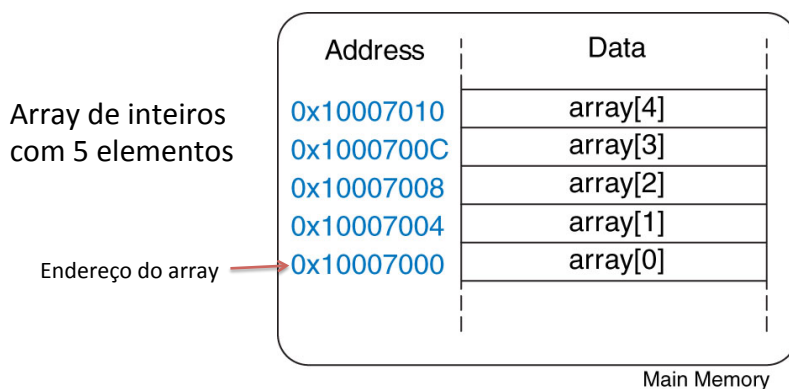 Address Data
Array de inteiros
com 5 elementos
0x10007010 array[4]
0x1000700C array[3]
0x10007008 array[2]
0x10007004 array[1]
Endereço do array 0x10007000 array[0]
Main Memory